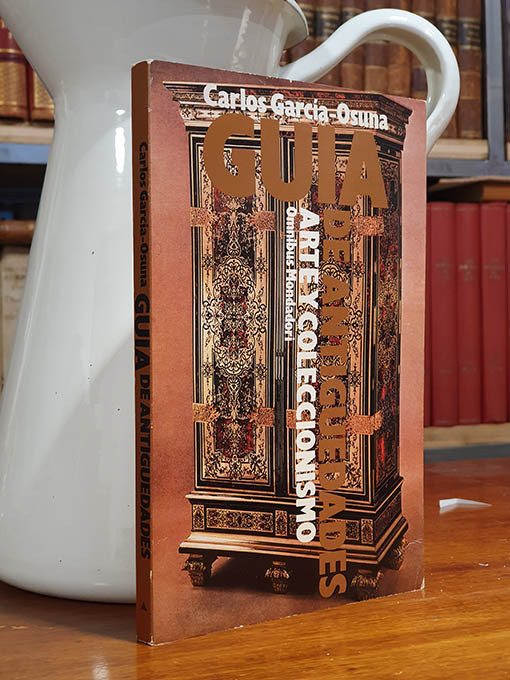 Carlos García-Osuna
GUIA
DE ANTIGUEDADES
ARTE Y COLECCIONISMO
Omnibus Mondadori
Carlos García-Osuna
GUIA DE ANTIGUEDADES